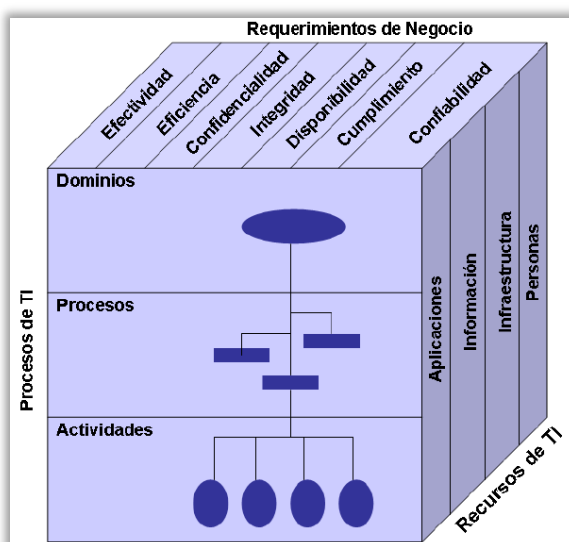 Requerimientos de Negocio
Efectividad
Eficiencia
Confidencialidad
Integridad
Disponibilidad
Cumplimiento
Confiabilidad
Dominios
Procesos
Actividades
Procesos de TI
Aplicaciones
Información
Infraestructura
Personas
Recursos de TI